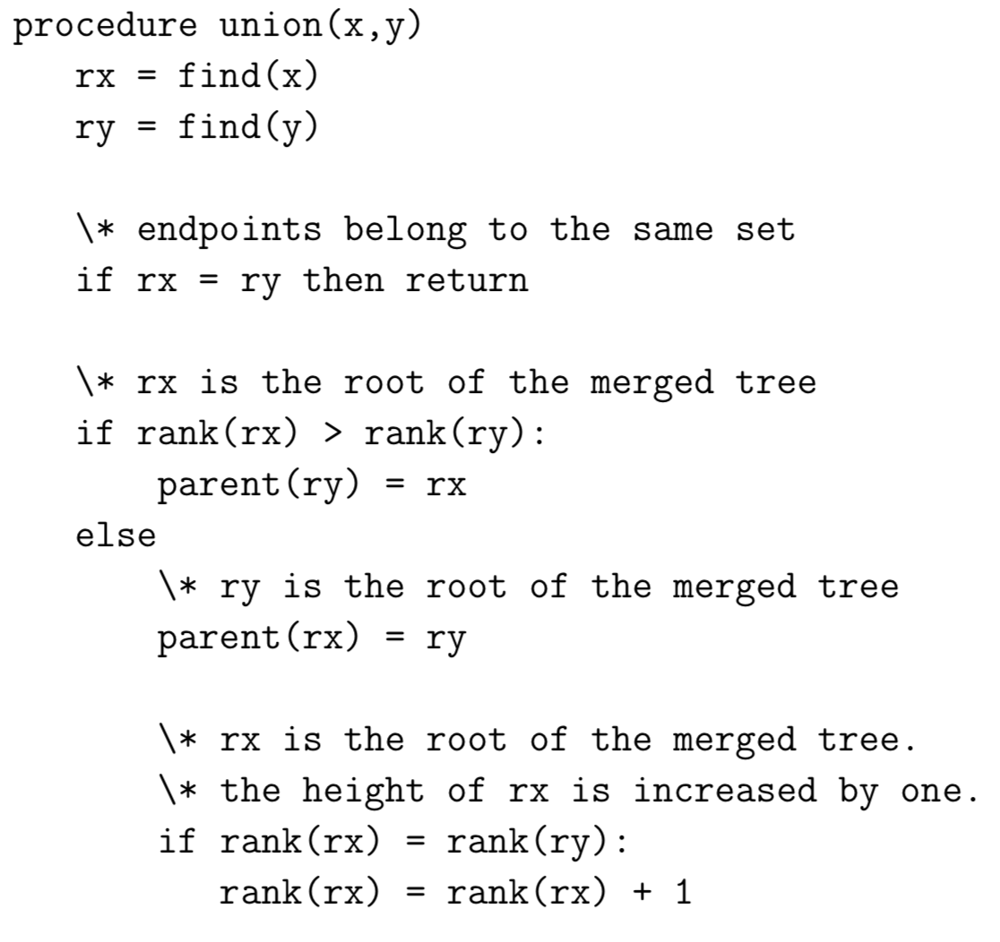 procedure union(x,y)
rx = find(x)
ry = find(y)
\* endpoints belong to the same set
if rx = ry then return
\* rx is the root of the merged tree
if rank(rx) > rank(ry):
parent(ry) = rx
else
\* ry is the root of the merged tree
parent(rx) = ry
\* rx is the root of the merged tree.
\* the height of rx is increased by one.
if rank(rx) = rank(ry):
rank(rx) = rank(rx) + 1